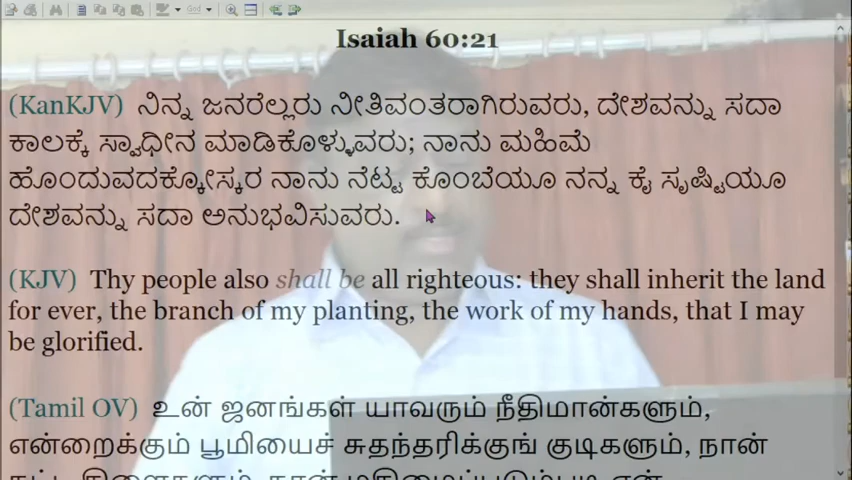 Isaiah 60:21
(KanKJV) ನಿನ್ನ ಜನರೆಲ್ಲರು ನೀತಿವಂತರಾಗಿರುವರು, ದೇಶವನ್ನು ಸದಾ
ಕಾಲಕ್ಕೆ ಸ್ವಾಧೀನ ಮಾಡಿಕೊಳ್ಳುವರು; ನಾನು ಮಹಿಮೆ
ಹೊಂದುವದಕ್ಕೋಸ್ಕರ ನಾನು ನೆಟ್ಟ ಕೊಂಬೆಯೂ ನನ್ನ ಕೈ ಸೃಷ್ಟಿಯೂ
ದೇಶವನ್ನು ಸದಾ ಅನುಭವಿಸುವರು.
(KJV) Thy people also shall be all righteous: they shall inherit the land
for ever, the branch of my planting, the work of my hands, that I may
be glorified.
(Tamil OV) உன் ஜனங்கள் யாவரும் நீதிமான்களும்,
என்றைக்கும் பூமியைச் சுதந்தரிக்குங் குடிகளும், நான்